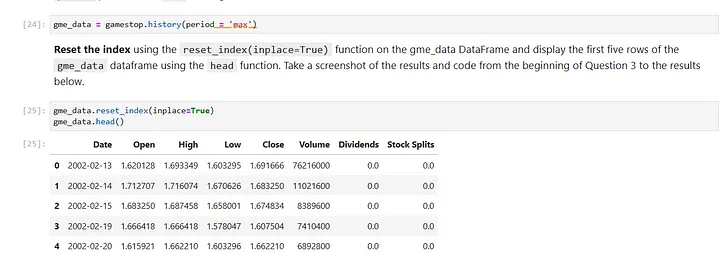 [24]: gme_data = gamestop.history(period = 'max')
Reset the index using the reset_index(inplace=True) function on the gme_data DataFrame and display the first five rows of the
gme_data dataframe using the head function. Take a screenshot of the results and code from the beginning of Question 3 to the results
below.
[25]: gme_data.reset_index(inplace=True)
gme_data.head()
[25]: Date Open High Low Close Volume Dividends Stock Splits
0 2002-02-13 1.620128 1.693349 1.603295 1.691666 76216000 0.0 0.0
1 2002-02-14 1.712707 1.716074 1.670626 1.683250 11021600 0.0 0.0
2 2002-02-15 1.683250 1.687458 1.658001 1.674834 8389600 0.0 0.0
3 2002-02-19 1.666418 1.666418 1.578047 1.607504 7410400 0.0 0.0
4 2002-02-20 1.615921 1.662210 1.603296 1.662210 6892800 0.0 0.0